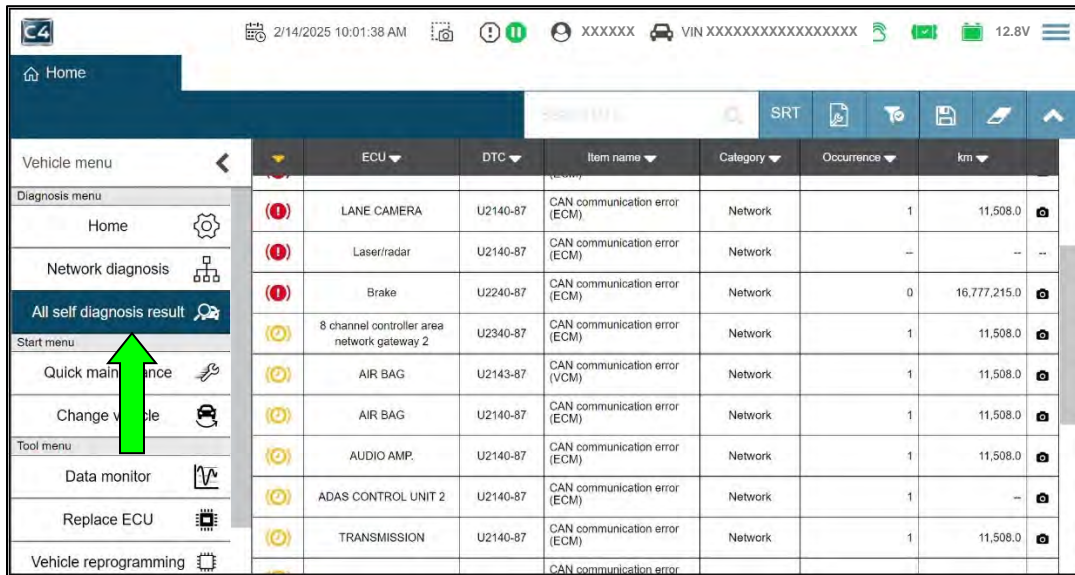 C4
2/14/2025 10:01:38 AM
XXXXXX
VIN XXXXXXXXXXXXXXXXX
12.8V
Home
SRT
Vehicle menu
Diagnosis menu
Home
Network diagnosis
All self diagnosis result
Start menu
Quick maintenance
Change vehicle
Tool menu
Data monitor
Replace ECU
Vehicle reprogramming
ECU DTC Item name Category Occurrence km
LANE CAMERA U2140-87 CAN communication error (ECM) Network 1 11,508.0
Laser/radar U2140-87 CAN communication error (ECM) Network -- -- --
Brake U2240-87 CAN communication error (ECM) Network 0 16,777,215.0
8 channel controller area network gateway 2 U2340-87 CAN communication error (ECM) Network 1 11,508.0
AIR BAG U2143-87 CAN communication error (VCM) Network 1 11,508.0
AIR BAG U2140-87 CAN communication error (ECM) Network 1 11,508.0
AUDIO AMP. U2140-87 CAN communication error (ECM) Network 1 11,508.0
ADAS CONTROL UNIT 2 U2140-87 CAN communication error (ECM) Network 1 --
TRANSMISSION U2140-87 CAN communication error (ECM) Network 1 11,508.0
CAN communication error